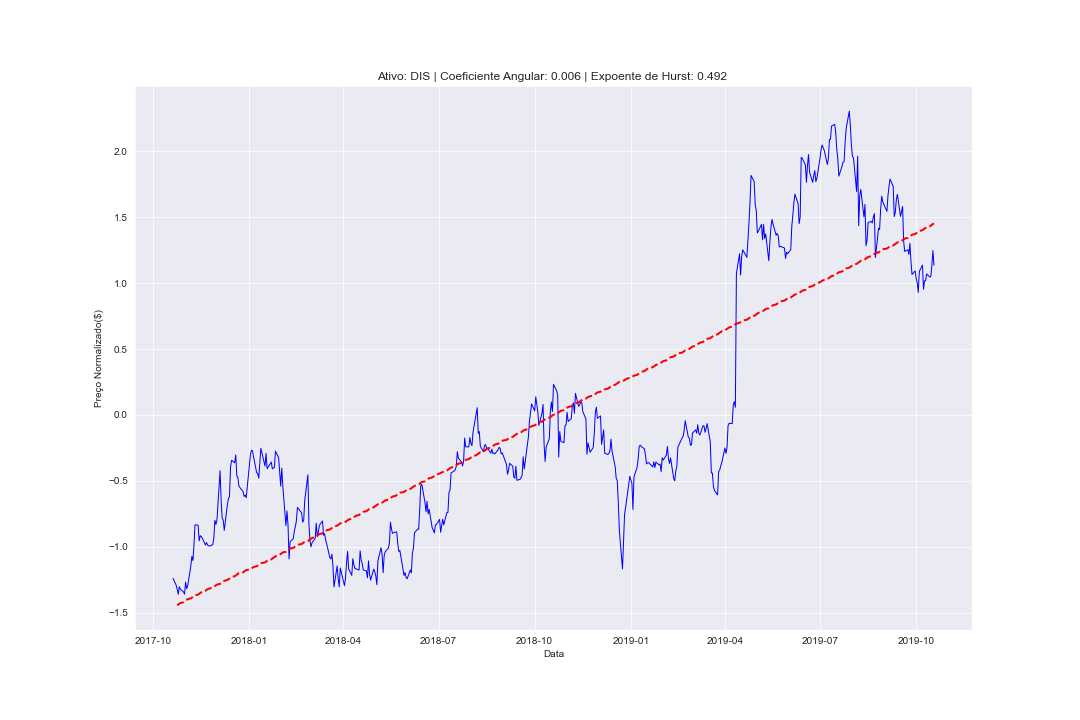 Ativo: DIS | Coeficiente Angular: 0.006 | Expoente de Hurst: 0.492
Preço Normalizado($)
2.0
1.5
1.0
0.5
0.0
−0.5
−1.0
−1.5
2017-10 2018-01 2018-04 2018-07 2018-10 2019-01 2019-04 2019-07 2019-10
Data